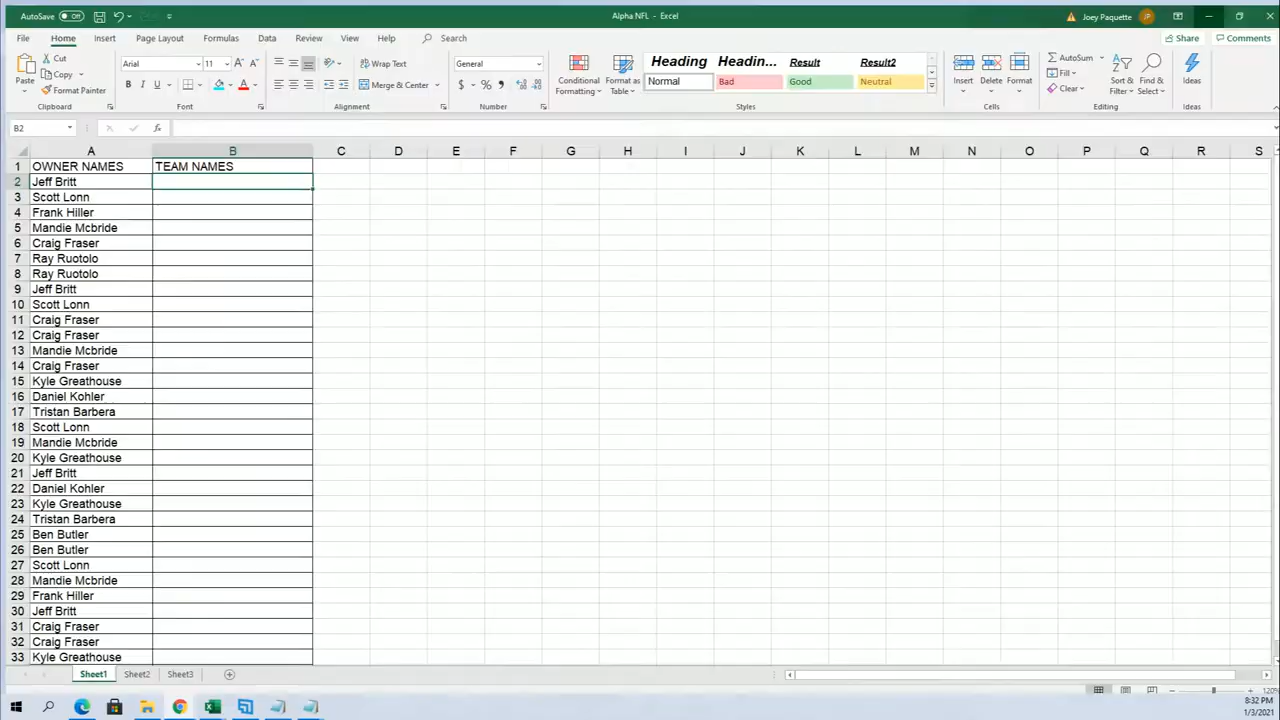 AutoSave Off
Alpha NFL - Excel
Joey Paquette
JP
File Home Insert Page Layout Formulas Data Review View Help Search
Share Comments
Paste
Cut
Copy
Format Painter
Clipboard
Arial 11
Font
Wrap Text
Merge & Center
Alignment
General
Number
Conditional Formatting
Format as Table
Heading Headin... Result Result2
Normal Bad Good Neutral
Styles
Insert Delete Format
Cells
AutoSum
Fill
Clear
Sort & Filter
Find & Select
Editing
Ideas
Ideas
B2
A B C D E F G H I J K L M N O P Q R S
1 OWNER NAMES TEAM NAMES
2 Jeff Britt
3 Scott Lonn
4 Frank Hiller
5 Mandie Mcbride
6 Craig Fraser
7 Ray Ruotolo
8 Ray Ruotolo
9 Jeff Britt
10 Scott Lonn
11 Craig Fraser
12 Craig Fraser
13 Mandie Mcbride
14 Craig Fraser
15 Kyle Greathouse
16 Daniel Kohler
17 Tristan Barbera
18 Scott Lonn
19 Mandie Mcbride
20 Kyle Greathouse
21 Jeff Britt
22 Daniel Kohler
23 Kyle Greathouse
24 Tristan Barbera
25 Ben Butler
26 Ben Butler
27 Scott Lonn
28 Mandie Mcbride
29 Frank Hiller
30 Jeff Britt
31 Craig Fraser
32 Craig Fraser
33 Kyle Greathouse
Sheet1 Sheet2 Sheet3
120%
8:32 PM
1/3/2021